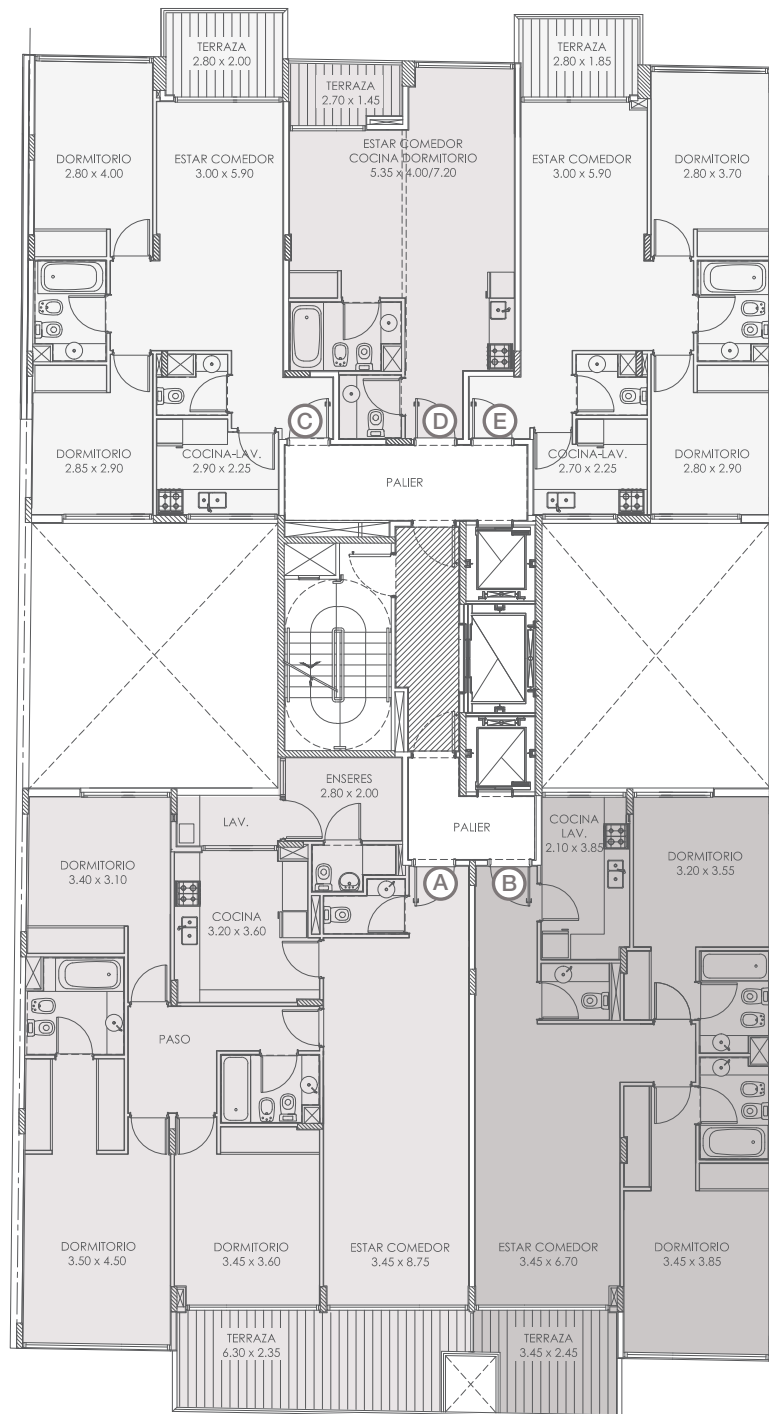 TERRAZA
2.80 x 2.00
TERRAZA
2.80 x 1.85
TERRAZA
2.70 x 1.45
DORMITORIO
2.80 x 4.00
ESTAR COMEDOR
3.00 x 5.90
ESTAR COMEDOR
COCINA DORMITORIO
5.35 x 4.00/7.20
ESTAR COMEDOR
3.00 x 5.90
DORMITORIO
2.80 x 3.70
C
D
E
DORMITORIO
2.85 x 2.90
COCINA-LAV.
2.90 x 2.25
PALIER
COCINA-LAV.
2.70 x 2.25
DORMITORIO
2.80 x 2.90
ENSERES
2.80 x 2.00
LAV.
PALIER
COCINA
LAV.
2.10 x 3.85
DORMITORIO
3.40 x 3.10
DORMITORIO
3.20 x 3.55
A
B
COCINA
3.20 x 3.60
PASO
DORMITORIO
3.50 x 4.50
DORMITORIO
3.45 x 3.60
ESTAR COMEDOR
3.45 x 8.75
ESTAR COMEDOR
3.45 x 6.70
DORMITORIO
3.45 x 3.85
TERRAZA
6.30 x 2.35
TERRAZA
3.45 x 2.45